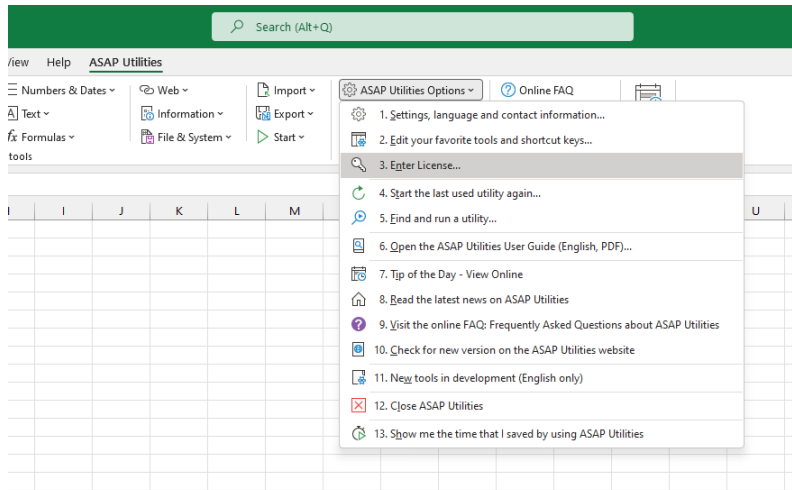 Search (Alt+Q)
View Help ASAP Utilities
Numbers & Dates Web Import ASAP Utilities Options Online FAQ
Text Information Export
Formulas File & System Start
tools
1. Settings, language and contact information...
2. Edit your favorite tools and shortcut keys...
3. Enter License...
4. Start the last used utility again...
5. Find and run a utility...
6. Open the ASAP Utilities User Guide (English, PDF)...
7. Tip of the Day - View Online
8. Read the latest news on ASAP Utilities
9. Visit the online FAQ: Frequently Asked Questions about ASAP Utilities
10. Check for new version on the ASAP Utilities website
11. New tools in development (English only)
12. Close ASAP Utilities
13. Show me the time that I saved by using ASAP Utilities
I J K L M U